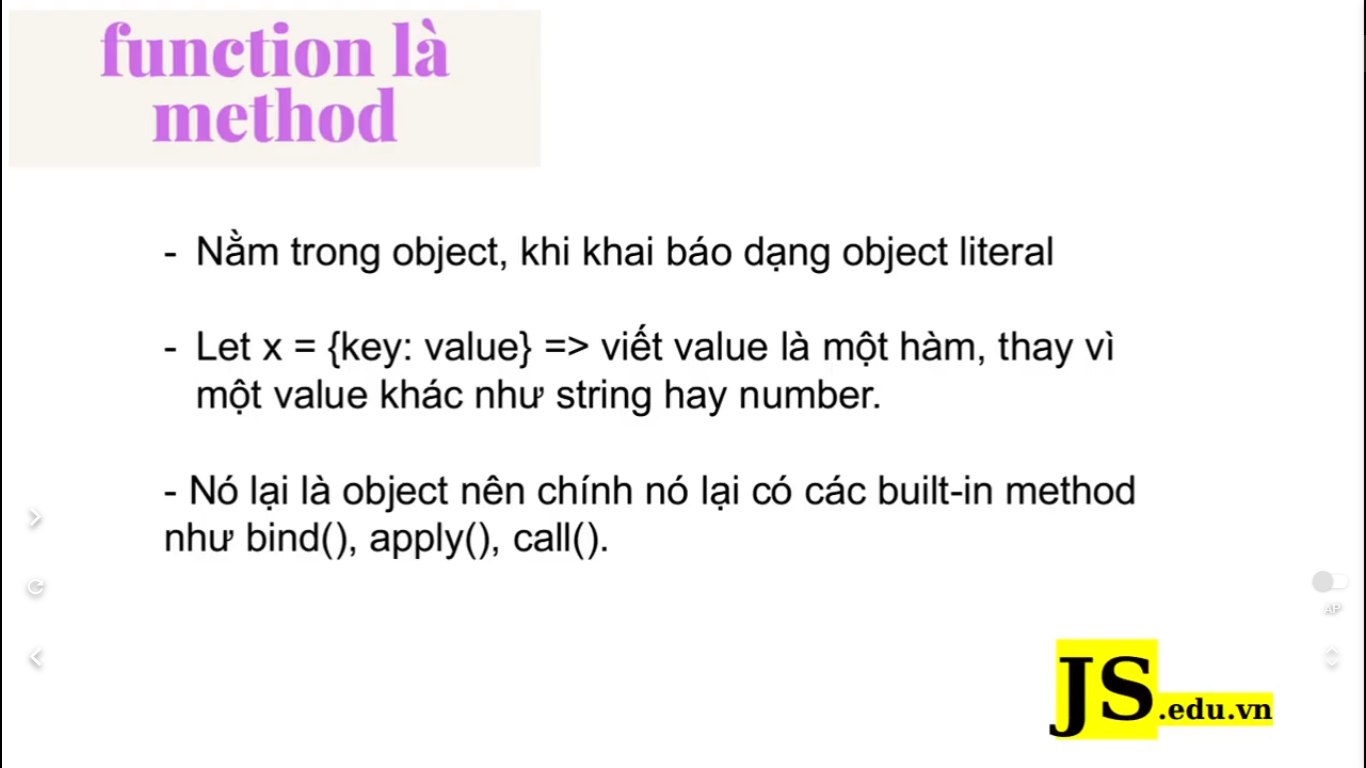 function là
method
- Nằm trong object, khi khai báo dạng object literal
- Let x = {key: value} => viết value là một hàm, thay vì
một value khác như string hay number.
- Nó lại là object nên chính nó lại có các built-in method
như bind(), apply(), call().
AP
JS.edu.vn